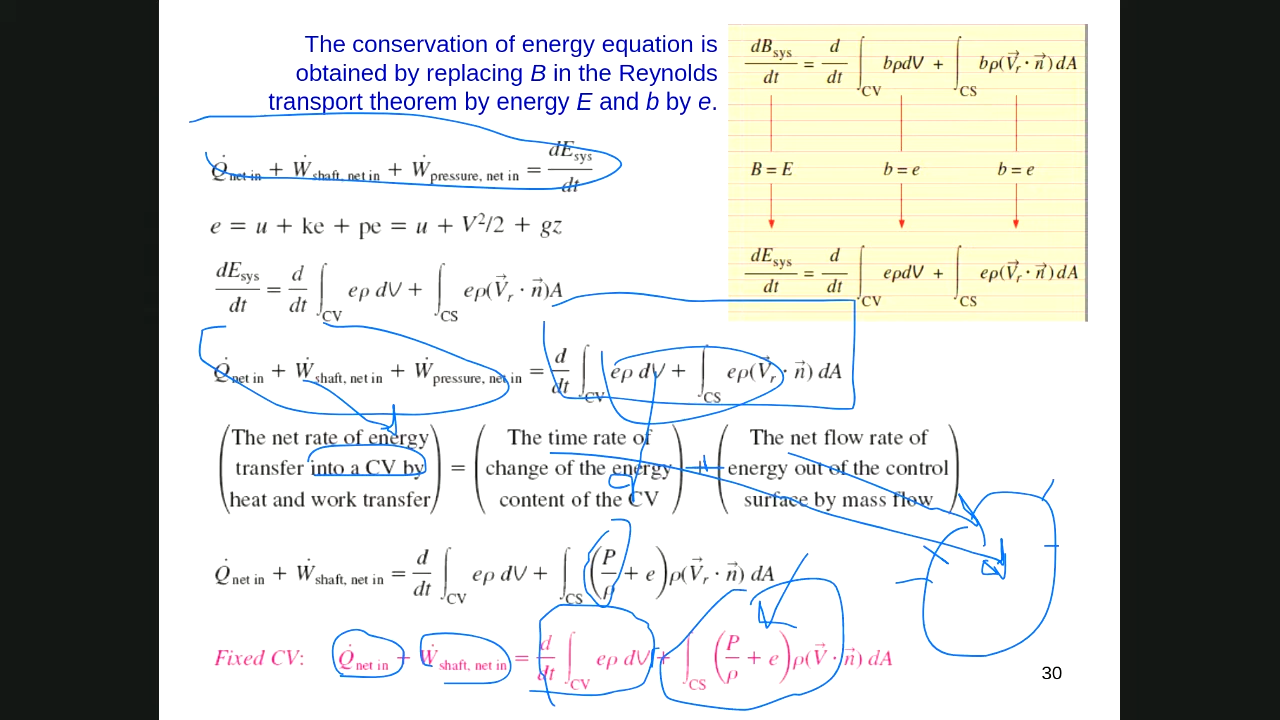 The conservation of energy equation is
obtained by replacing B in the Reynolds
transport theorem by energy E and b by e.
dB_sys/dt = d/dt ∫_CV bρdV + ∫_CS bρ(V⃗_r · n⃗) dA
B = E b = e b = e
dE_sys/dt = d/dt ∫_CV eρdV + ∫_CS eρ(V⃗_r · n⃗) dA
Q̇_net in + Ẇ_shaft, net in + Ẇ_pressure, net in = dE_sys/dt
e = u + ke + pe = u + V²/2 + gz
dE_sys/dt = d/dt ∫_CV eρ dV + ∫_CS eρ(V⃗_r · n⃗)A
Q̇_net in + Ẇ_shaft, net in + Ẇ_pressure, net in = d/dt ∫_CV eρ dV + ∫_CS eρ(V⃗_r · n⃗) dA
(The net rate of energy
transfer into a CV by
heat and work transfer) =
(The time rate of
change of the energy
content of the CV) +
(The net flow rate of
energy out of the control
surface by mass flow)
Q̇_net in + Ẇ_shaft, net in = d/dt ∫_CV eρ dV + ∫_CS (P/ρ + e)ρ(V⃗_r · n⃗) dA
Fixed CV: Q̇_net in + Ẇ_shaft, net in = d/dt ∫_CV eρ dV + ∫_CS (P/ρ + e)ρ(V⃗ · n⃗) dA
30